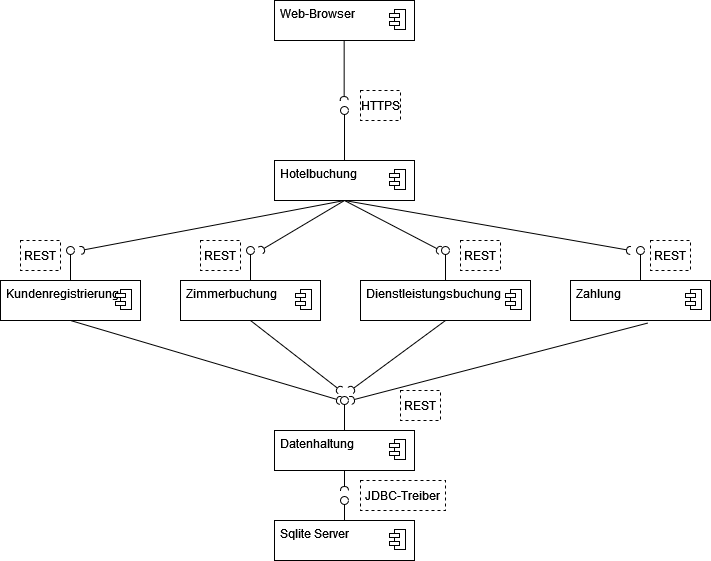 Web-Browser
HTTPS
Hotelbuchung
REST
REST
REST
REST
Kundenregistrierung
Zimmerbuchung
Dienstleistungsbuchung
Zahlung
REST
Datenhaltung
JDBC-Treiber
Sqlite Server